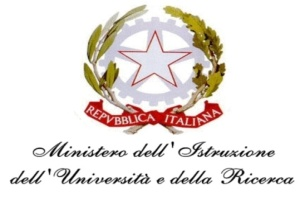 REPVBBLICA ITALIANA
Ministero dell' Istruzione
dell' Università e della Ricerca